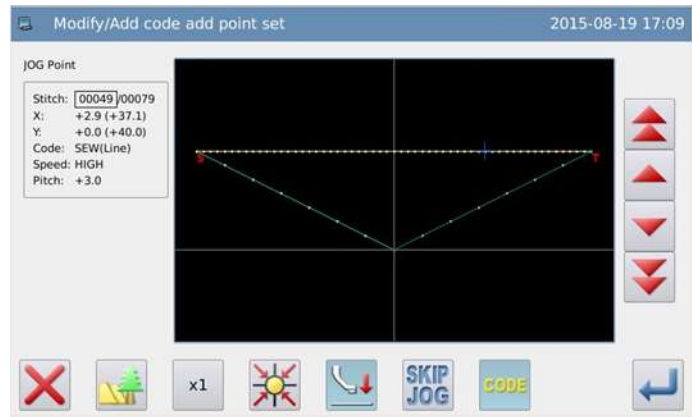 Modify/Add code add point set 2015-08-19 17:09
JOG Point
Stitch: 00049 /00079
X: +2.9 (+37.1)
Y: +0.0 (+40.0)
Code: SEW(Line)
Speed: HIGH
Pitch: +3.0
S
T
x1
SKIP
JOG
CODE